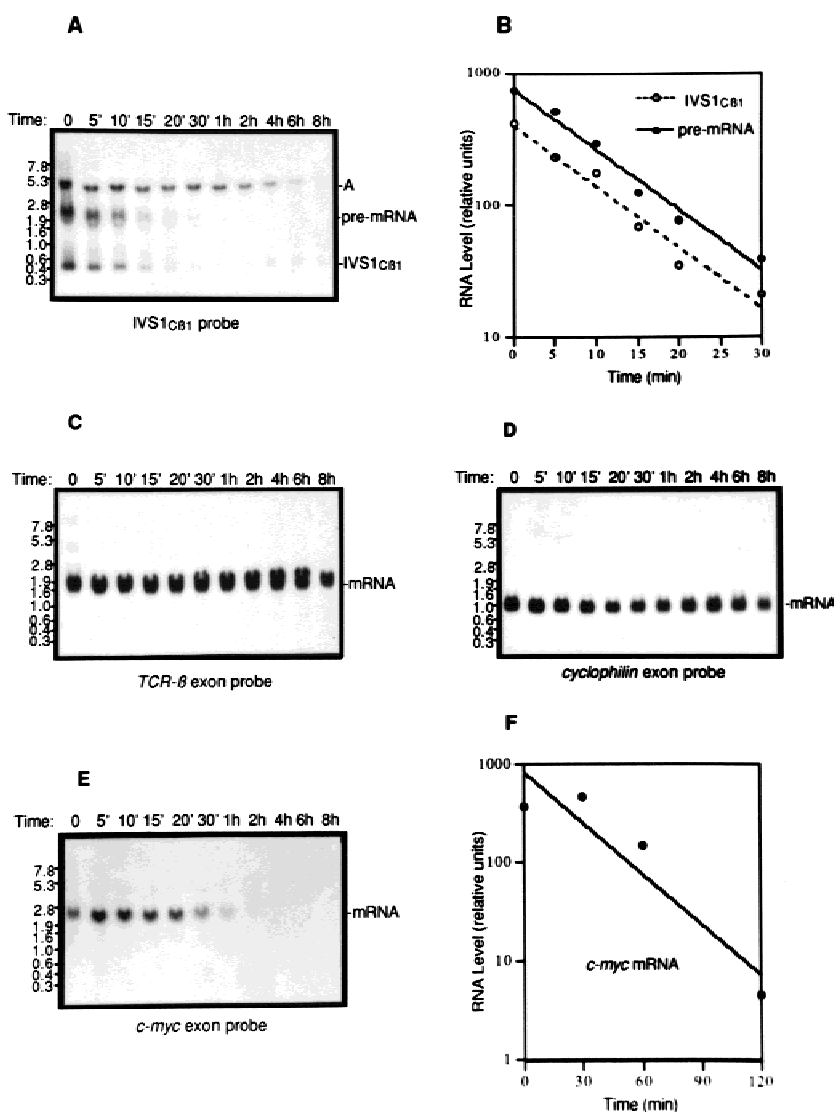 A
Time: 0 5' 10' 15' 20' 30' 1h 2h 4h 6h 8h
7.8
5.3
2.8
1.9
1.6
1.0
0.6
0.4
0.3
-A
-pre-mRNA
-IVS1CB1
IVS1CB1 probe
B
RNA Level (relative units)
1000
100
10
IVS1CB1
pre-mRNA
0 5 10 15 20 30
Time (min)
C
Time: 0 5' 10' 15' 20' 30' 1h 2h 4h 6h 8h
7.8
5.3
2.8
1.9
1.6
1.0
0.6
0.4
0.3
-mRNA
TCR-β exon probe
D
Time: 0 5' 10' 15' 20' 30' 1h 2h 4h 6h 8h
7.8
5.3
2.8
1.9
1.6
1.0
0.6
0.4
0.3
-mRNA
cyclophilin exon probe
E
Time: 0 5' 10' 15' 20' 30' 1h 2h 4h 6h 8h
7.8
5.3
2.8
1.9
1.6
1.0
0.6
0.4
0.3
-mRNA
c-myc exon probe
F
RNA Level (relative units)
1000
100
10
1
c-myc mRNA
0 30 60 90 120
Time (min)